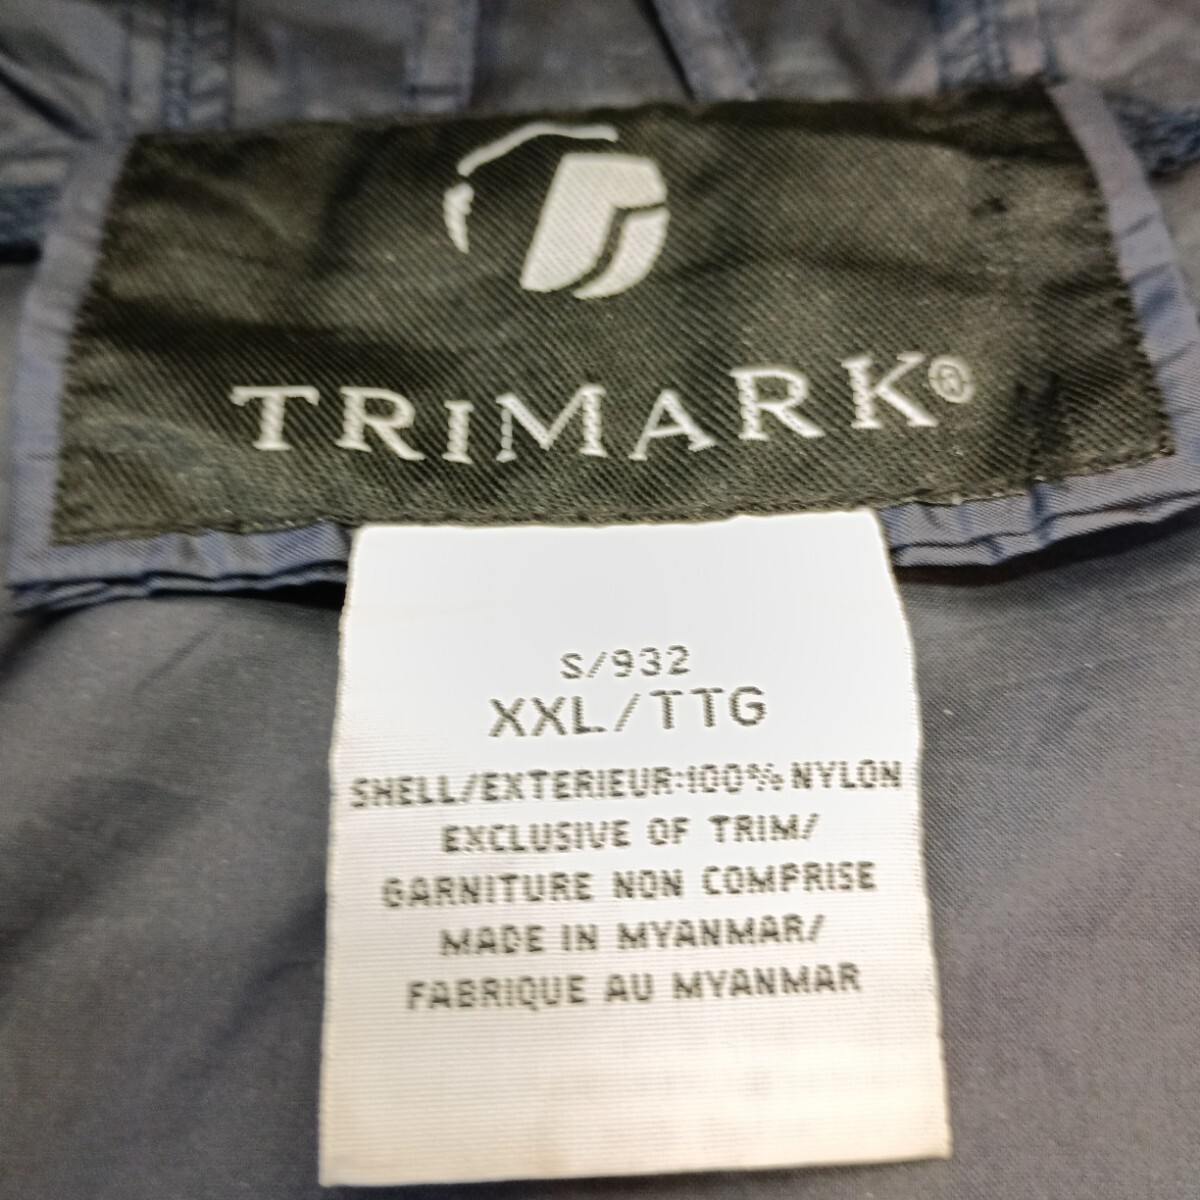 TRIMARK®
S/932
XXL/TTG
SHELL/EXTERIEUR:100% NYLON
EXCLUSIVE OF TRIM/
GARNITURE NON COMPRISE
MADE IN MYANMAR/
FABRIQUE AU MYANMAR